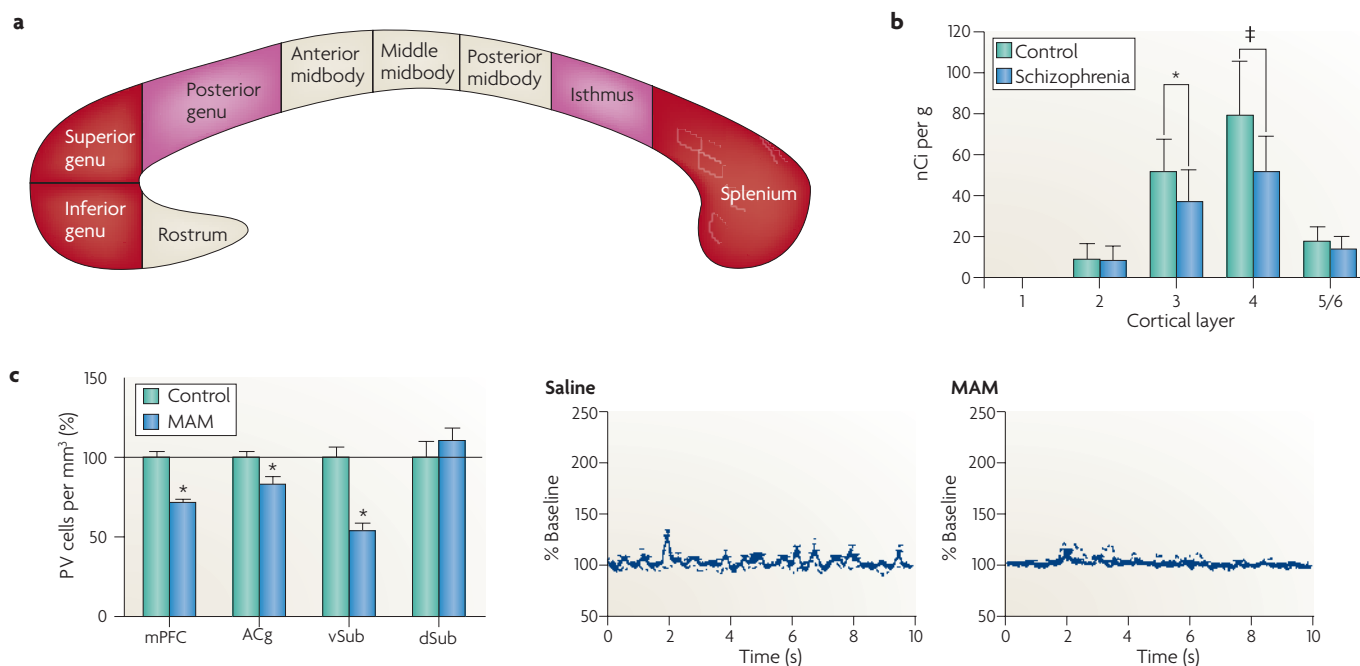 a
Superior
genu
Inferior
genu
Rostrum
Posterior
genu
Anterior
midbody
Middle
midbody
Posterior
midbody
Isthmus
Splenium
b
nCi per g
120
100
80
60
40
20
0
Control
Schizophrenia
*
‡
1 2 3 4 5/6
Cortical layer
c
PV cells per mm³ (%)
150
100
50
0
Control
MAM
* * *
mPFC ACg vSub dSub
Saline
% Baseline
250
200
150
100
50
0 2 4 6 8 10
Time (s)
MAM
% Baseline
250
200
150
100
50
0 2 4 6 8 10
Time (s)